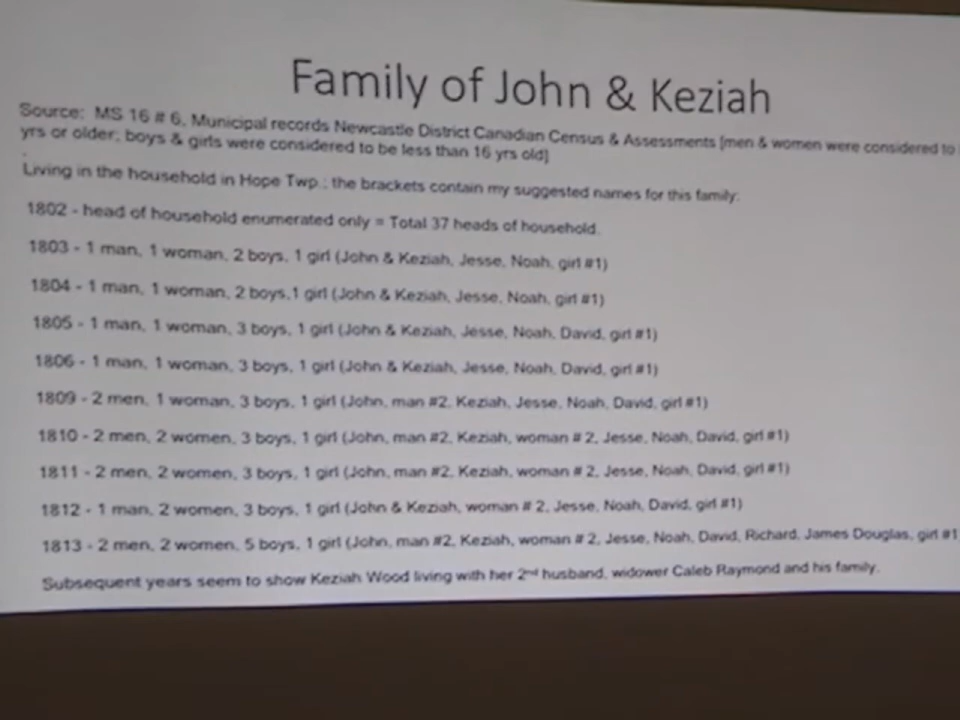 Family of John & Keziah
Source: MS 16 # 6, Municipal records Newcastle District Canadian Census & Assessments [men & women were considered to
yrs or older; boys & girls were considered to be less than 16 yrs old]
Living in the household in Hope Twp.; the brackets contain my suggested names for this family:
1802 - head of household enumerated only = Total 37 heads of household.
1803 - 1 man, 1 woman, 2 boys, 1 girl (John & Keziah, Jesse, Noah, girl #1)
1804 - 1 man, 1 woman, 2 boys,1 girl (John & Keziah, Jesse, Noah, girl #1)
1805 - 1 man, 1 woman, 3 boys, 1 girl (John & Keziah, Jesse, Noah, David, girl #1)
1806 - 1 man, 1 woman, 3 boys, 1 girl (John & Keziah, Jesse, Noah, David, girl #1)
1809 - 2 men, 1 woman, 3 boys, 1 girl (John, man #2, Keziah, Jesse, Noah, David, girl #1)
1810 - 2 men, 2 women, 3 boys, 1 girl (John, man #2, Keziah, woman # 2, Jesse, Noah, David, girl #1)
1811 - 2 men, 2 women, 3 boys, 1 girl (John, man #2, Keziah, woman # 2, Jesse, Noah, David, girl #1)
1812 - 1 man, 2 women, 3 boys, 1 girl (John & Keziah, woman # 2, Jesse, Noah, David, girl #1)
1813 - 2 men, 2 women, 5 boys, 1 girl (John, man #2, Keziah, woman # 2, Jesse, Noah, David, Richard, James Douglas, girl #1
Subsequent years seem to show Keziah Wood living with her 2nd husband, widower Caleb Raymond and his family.